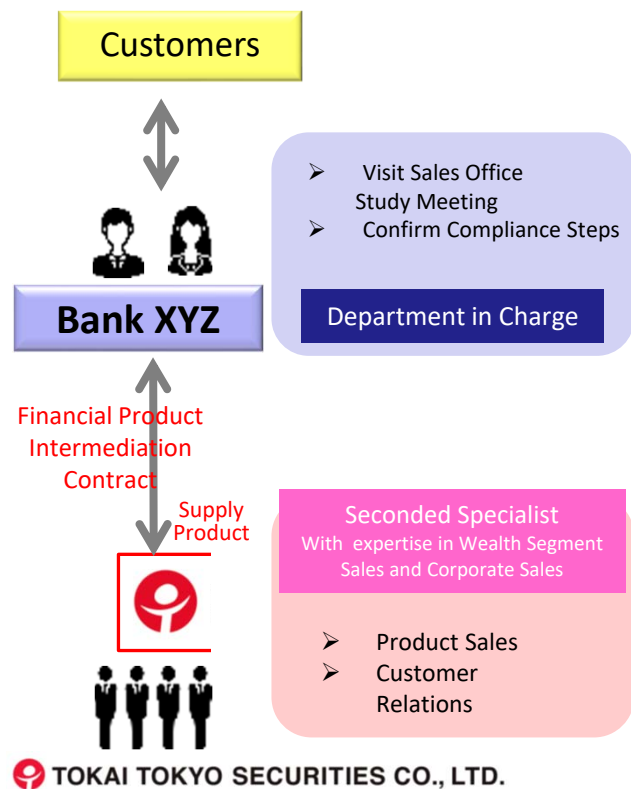 Customers
Visit Sales Office
Study Meeting
Confirm Compliance Steps
Bank XYZ
Department in Charge
Financial Product
Intermediation
Contract
Supply
Product
Seconded Specialist
With expertise in Wealth Segment
Sales and Corporate Sales
Product Sales
Customer
Relations
TOKAI TOKYO SECURITIES CO., LTD.